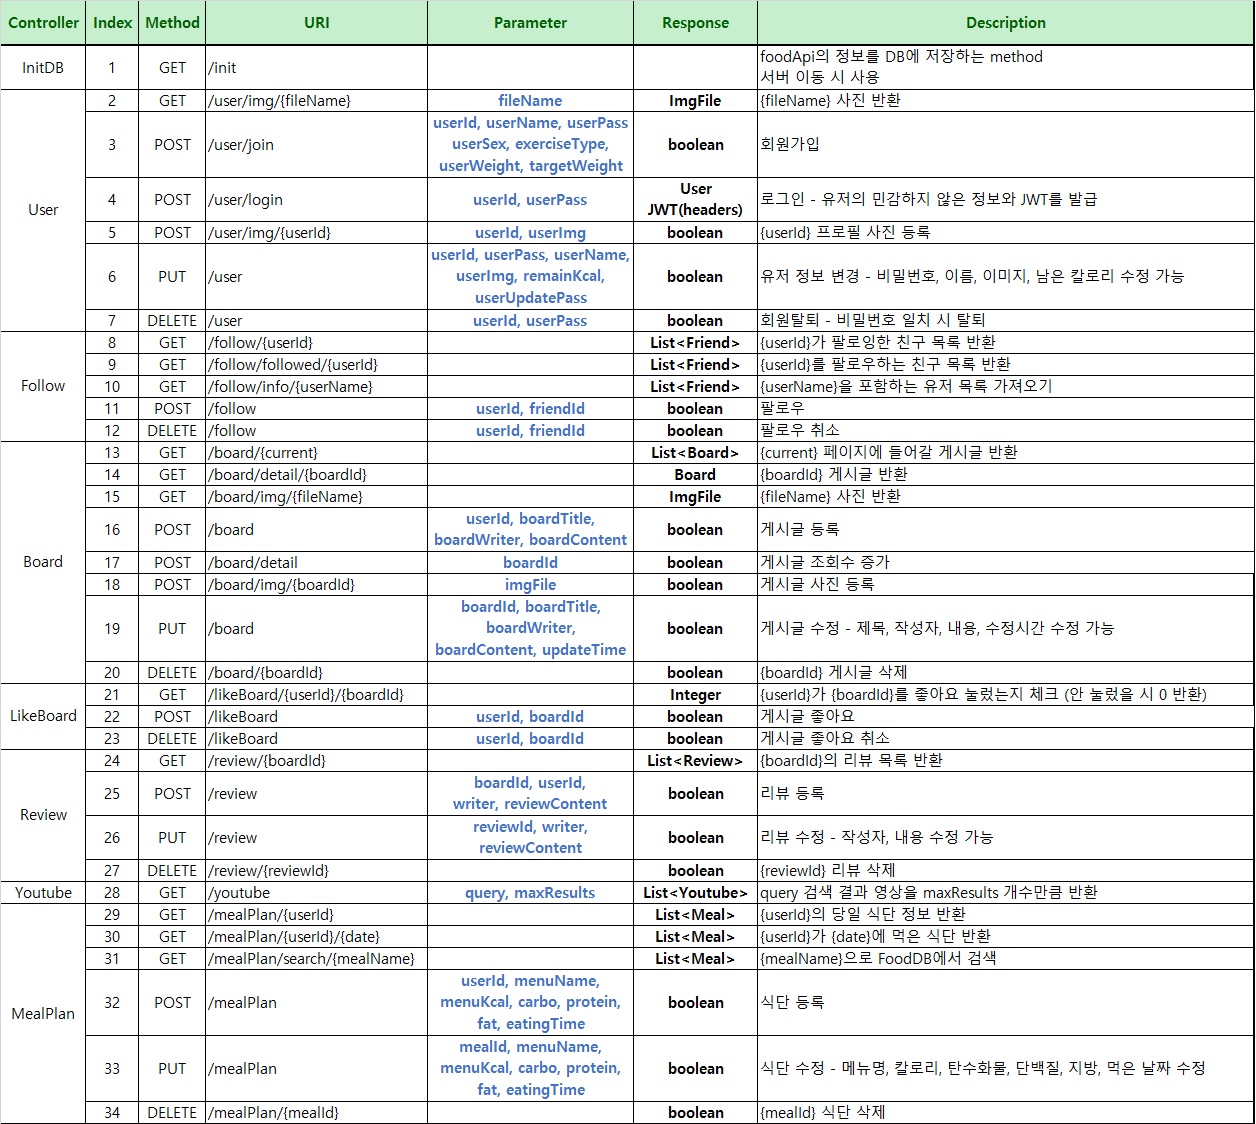 Controller Index Method URI Parameter Response Description
InitDB 1 GET /init foodApi의 정보를 DB에 저장하는 method
서버 이동 시 사용
User
2 GET /user/img/{fileName} fileName ImgFile {fileName} 사진 반환
3 POST /user/join userId, userName, userPass
userSex, exerciseType,
userWeight, targetWeight
boolean 회원가입
4 POST /user/login userId, userPass User
JWT(headers)
로그인 - 유저의 민감하지 않은 정보와 JWT를 발급
5 POST /user/img/{userId} userId, userImg boolean {userId} 프로필 사진 등록
6 PUT /user userId, userPass, userName,
userImg, remainKcal,
userUpdatePass
boolean 유저 정보 변경 - 비밀번호, 이름, 이미지, 남은 칼로리 수정 가능
7 DELETE /user userId, userPass boolean 회원탈퇴 - 비밀번호 일치 시 탈퇴
Follow
8 GET /follow/{userId} List<Friend> {userId}가 팔로잉한 친구 목록 반환
9 GET /follow/followed/{userId} List<Friend> {userId}를 팔로우하는 친구 목록 반환
10 GET /follow/info/{userName} List<Friend> {userName}을 포함하는 유저 목록 가져오기
11 POST /follow userId, friendId boolean 팔로우
12 DELETE /follow userId, friendId boolean 팔로우 취소
Board
13 GET /board/{current} List<Board> {current} 페이지에 들어갈 게시글 반환
14 GET /board/detail/{boardId} Board {boardId} 게시글 반환
15 GET /board/img/{fileName} ImgFile {fileName} 사진 반환
16 POST /board userId, boardTitle,
boardWriter, boardContent
boolean 게시글 등록
17 POST /board/detail boardId boolean 게시글 조회수 증가
18 POST /board/img/{boardId} imgFile boolean 게시글 사진 등록
19 PUT /board boardId, boardTitle,
boardWriter,
boardContent, updateTime
boolean 게시글 수정 - 제목, 작성자, 내용, 수정시간 수정 가능
20 DELETE /board/{boardId} boolean {boardId} 게시글 삭제
LikeBoard
21 GET /likeBoard/{userId}/{boardId} Integer {userId}가 {boardId}를 좋아요 눌렀는지 체크 (안 눌렀을 시 0 반환)
22 POST /likeBoard userId, boardId boolean 게시글 좋아요
23 DELETE /likeBoard userId, boardId boolean 게시글 좋아요 취소
Review
24 GET /review/{boardId} List<Review> {boardId}의 리뷰 목록 반환
25 POST /review boardId, userId,
writer, reviewContent
boolean 리뷰 등록
26 PUT /review reviewId, writer,
reviewContent
boolean 리뷰 수정 - 작성자, 내용 수정 가능
27 DELETE /review/{reviewId} boolean {reviewId} 리뷰 삭제
Youtube 28 GET /youtube query, maxResults List<Youtube> query 검색 결과 영상을 maxResults 개수만큼 반환
MealPlan
29 GET /mealPlan/{userId} List<Meal> {userId}의 당일 식단 정보 반환
30 GET /mealPlan/{userId}/{date} List<Meal> {userId}가 {date}에 먹은 식단 반환
31 GET /mealPlan/search/{mealName} List<Meal> {mealName}으로 FoodDB에서 검색
32 POST /mealPlan userId, menuName,
menuKcal, carbo, protein,
fat, eatingTime
boolean 식단 등록
33 PUT /mealPlan mealId, menuName,
menuKcal, carbo, protein,
fat, eatingTime
boolean 식단 수정 - 메뉴명, 칼로리, 탄수화물, 단백질, 지방, 먹은 날짜 수정
34 DELETE /mealPlan/{mealId} boolean {mealId} 식단 삭제